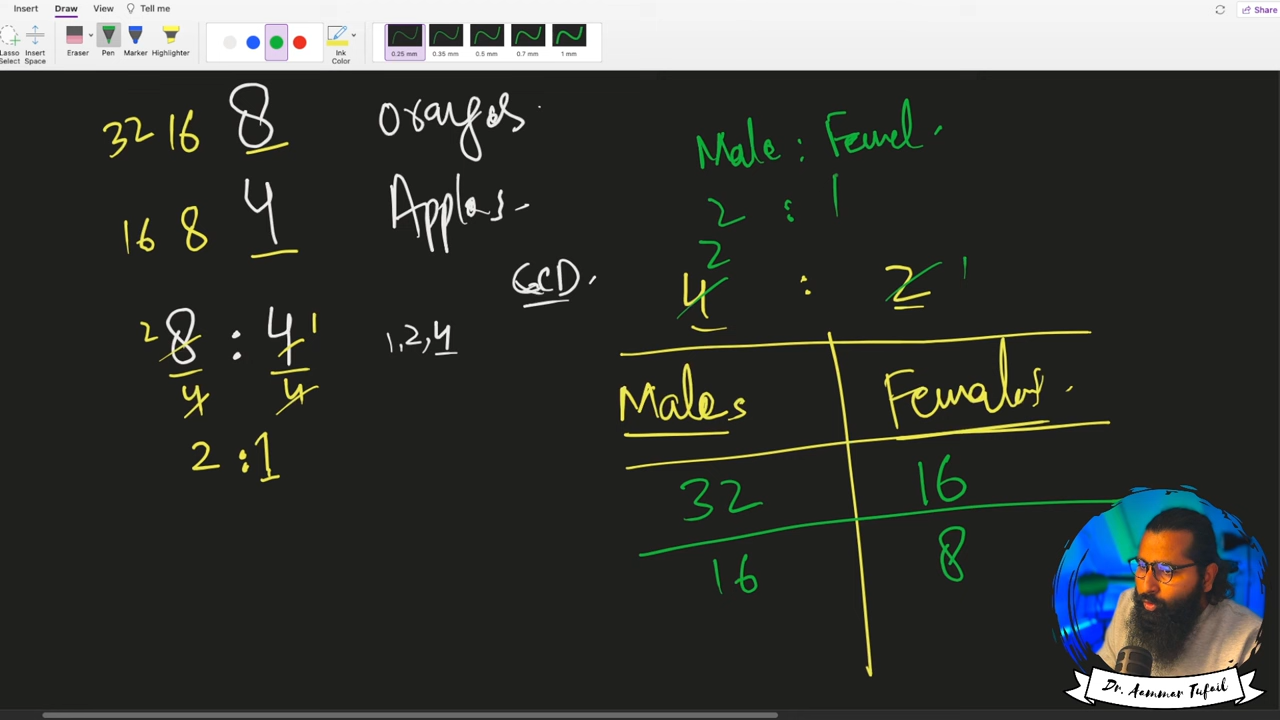 Insert Draw View Tell me
Share
Lasso Select
Insert Space
Eraser
Pen
Marker
Highlighter
Ink Color
0.25 mm
0.35 mm
0.5 mm
0.7 mm
1 mm
32 16 8 Oranges.
16 8 4 Apples.
GCD.
2 8 : 4 1
4 4
1, 2, 4
2 : 1
Male : Femal.
2 : 1
2
4 : 2 1
Males Females.
32 16
16 8
Dr. Aammar Tufail